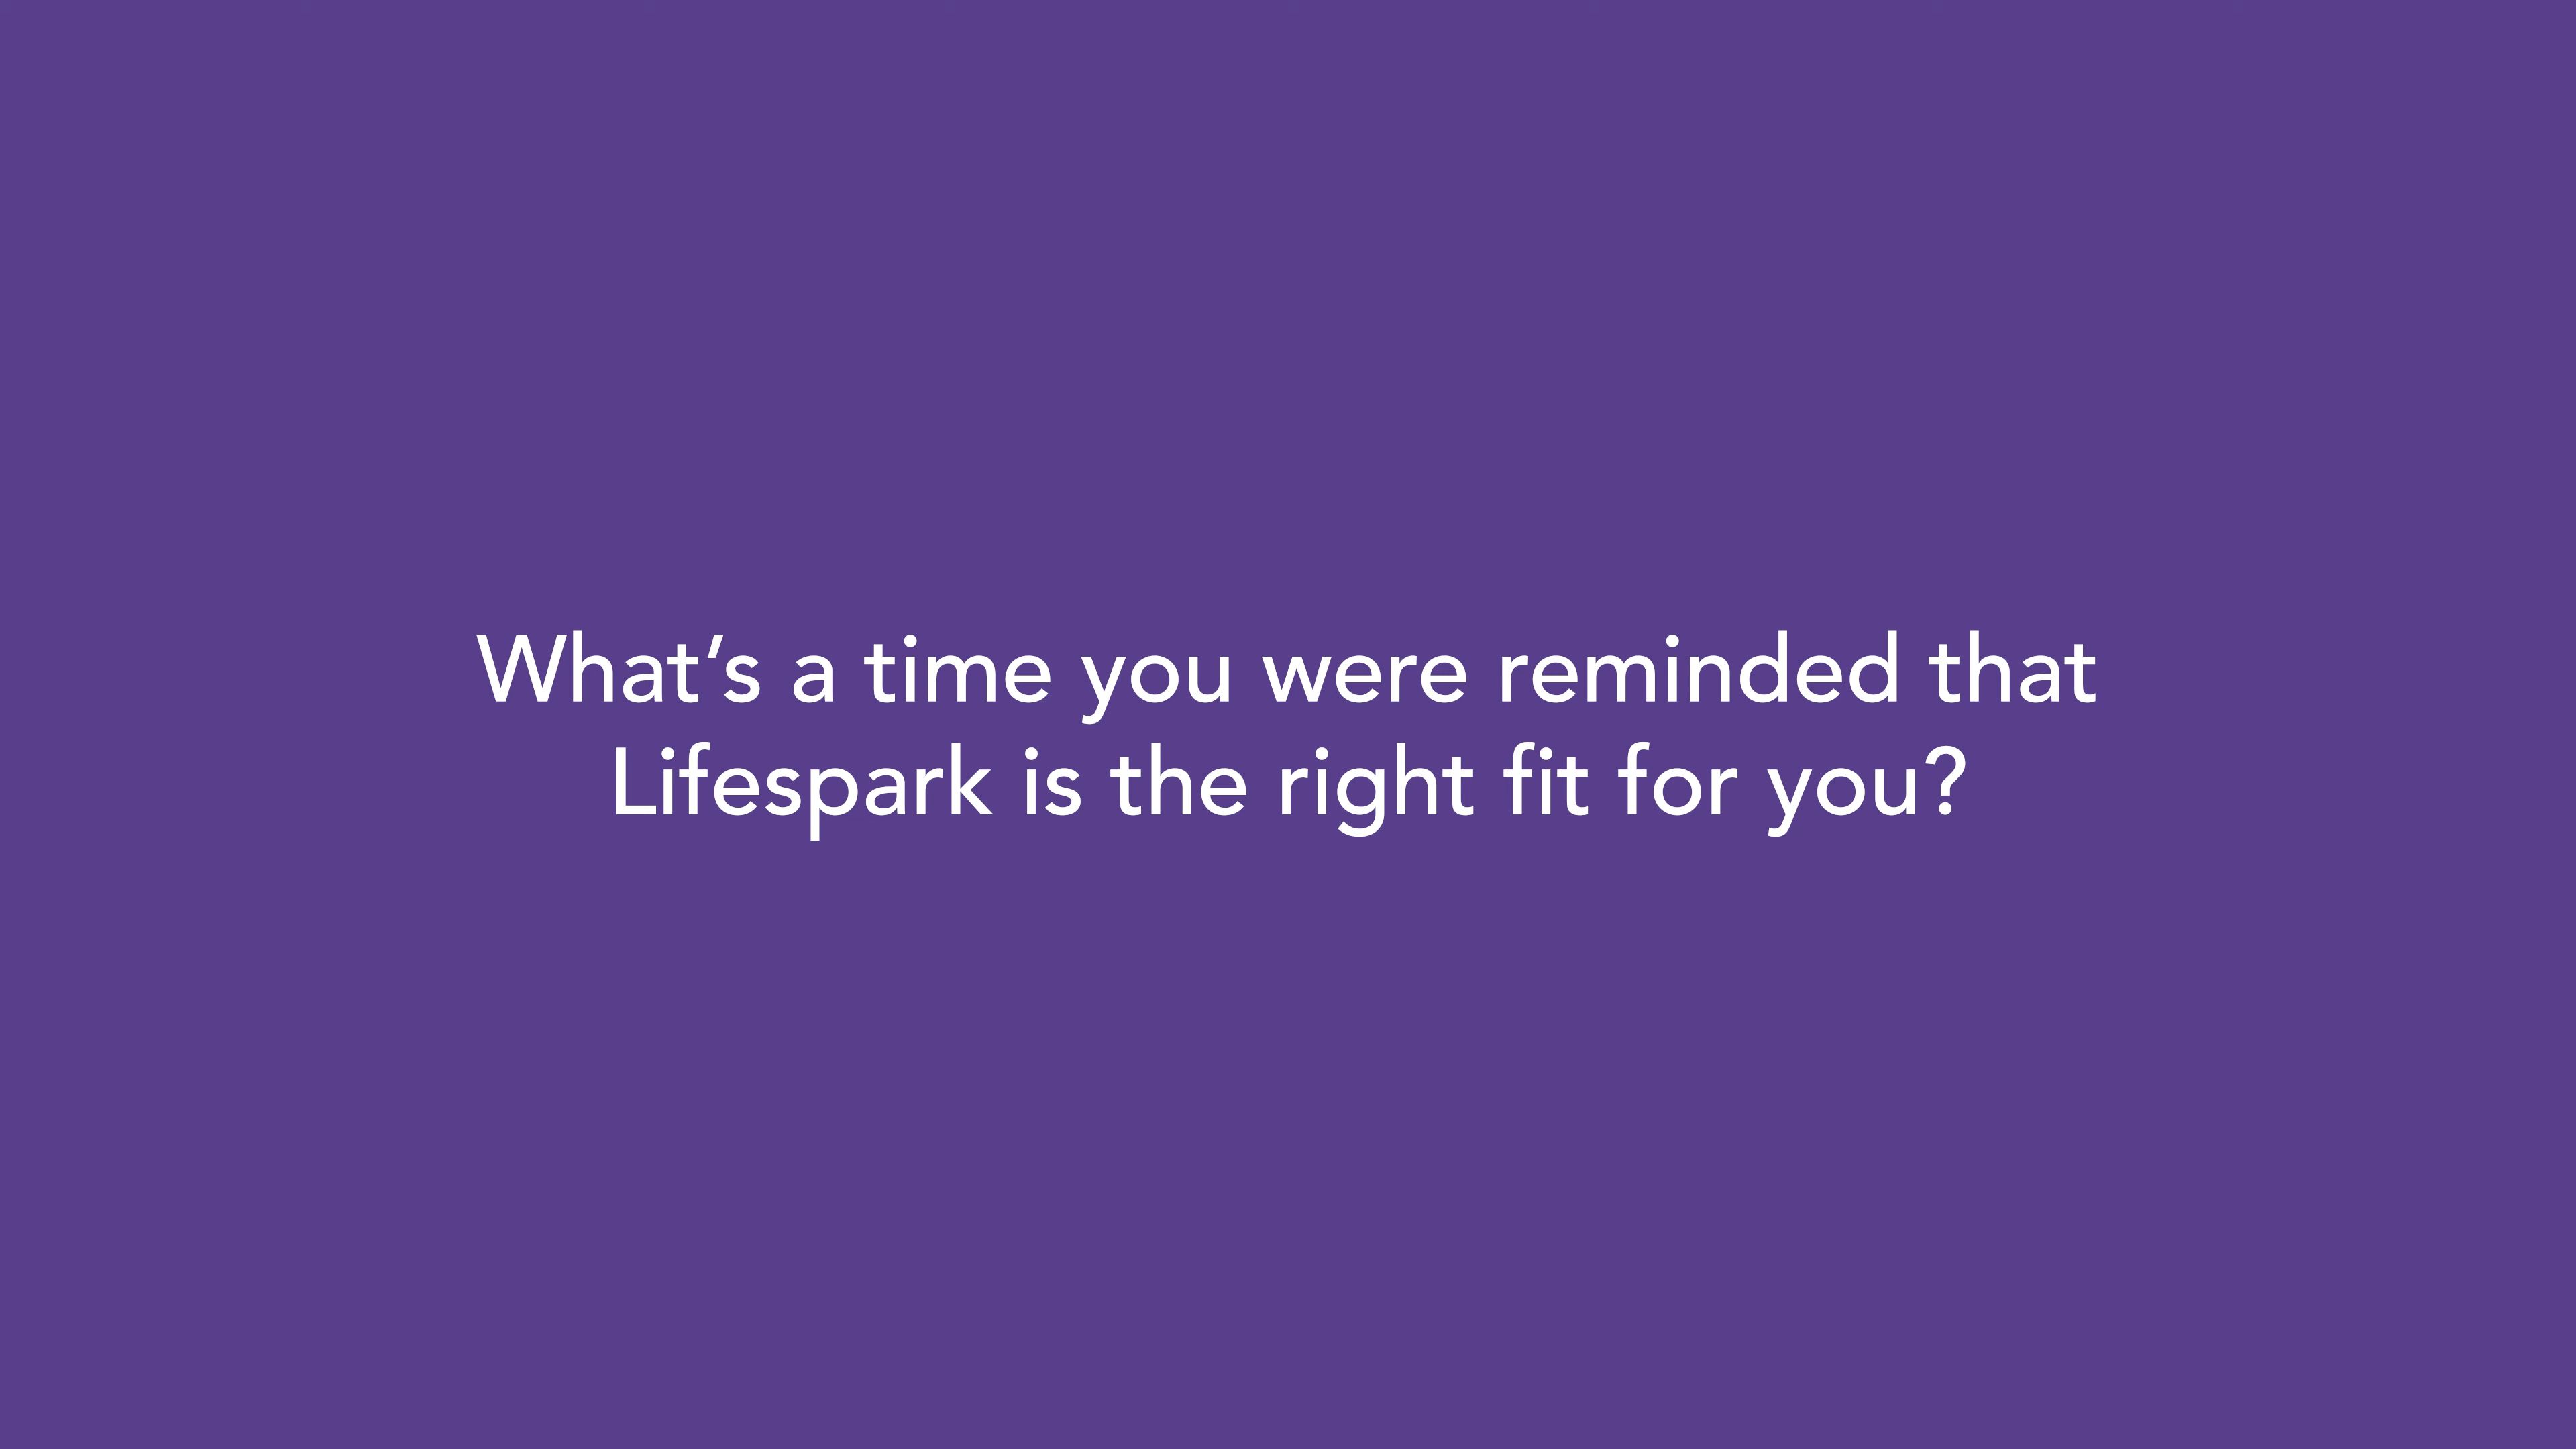 What’s a time you were reminded that
Lifespark is the right fit for you?